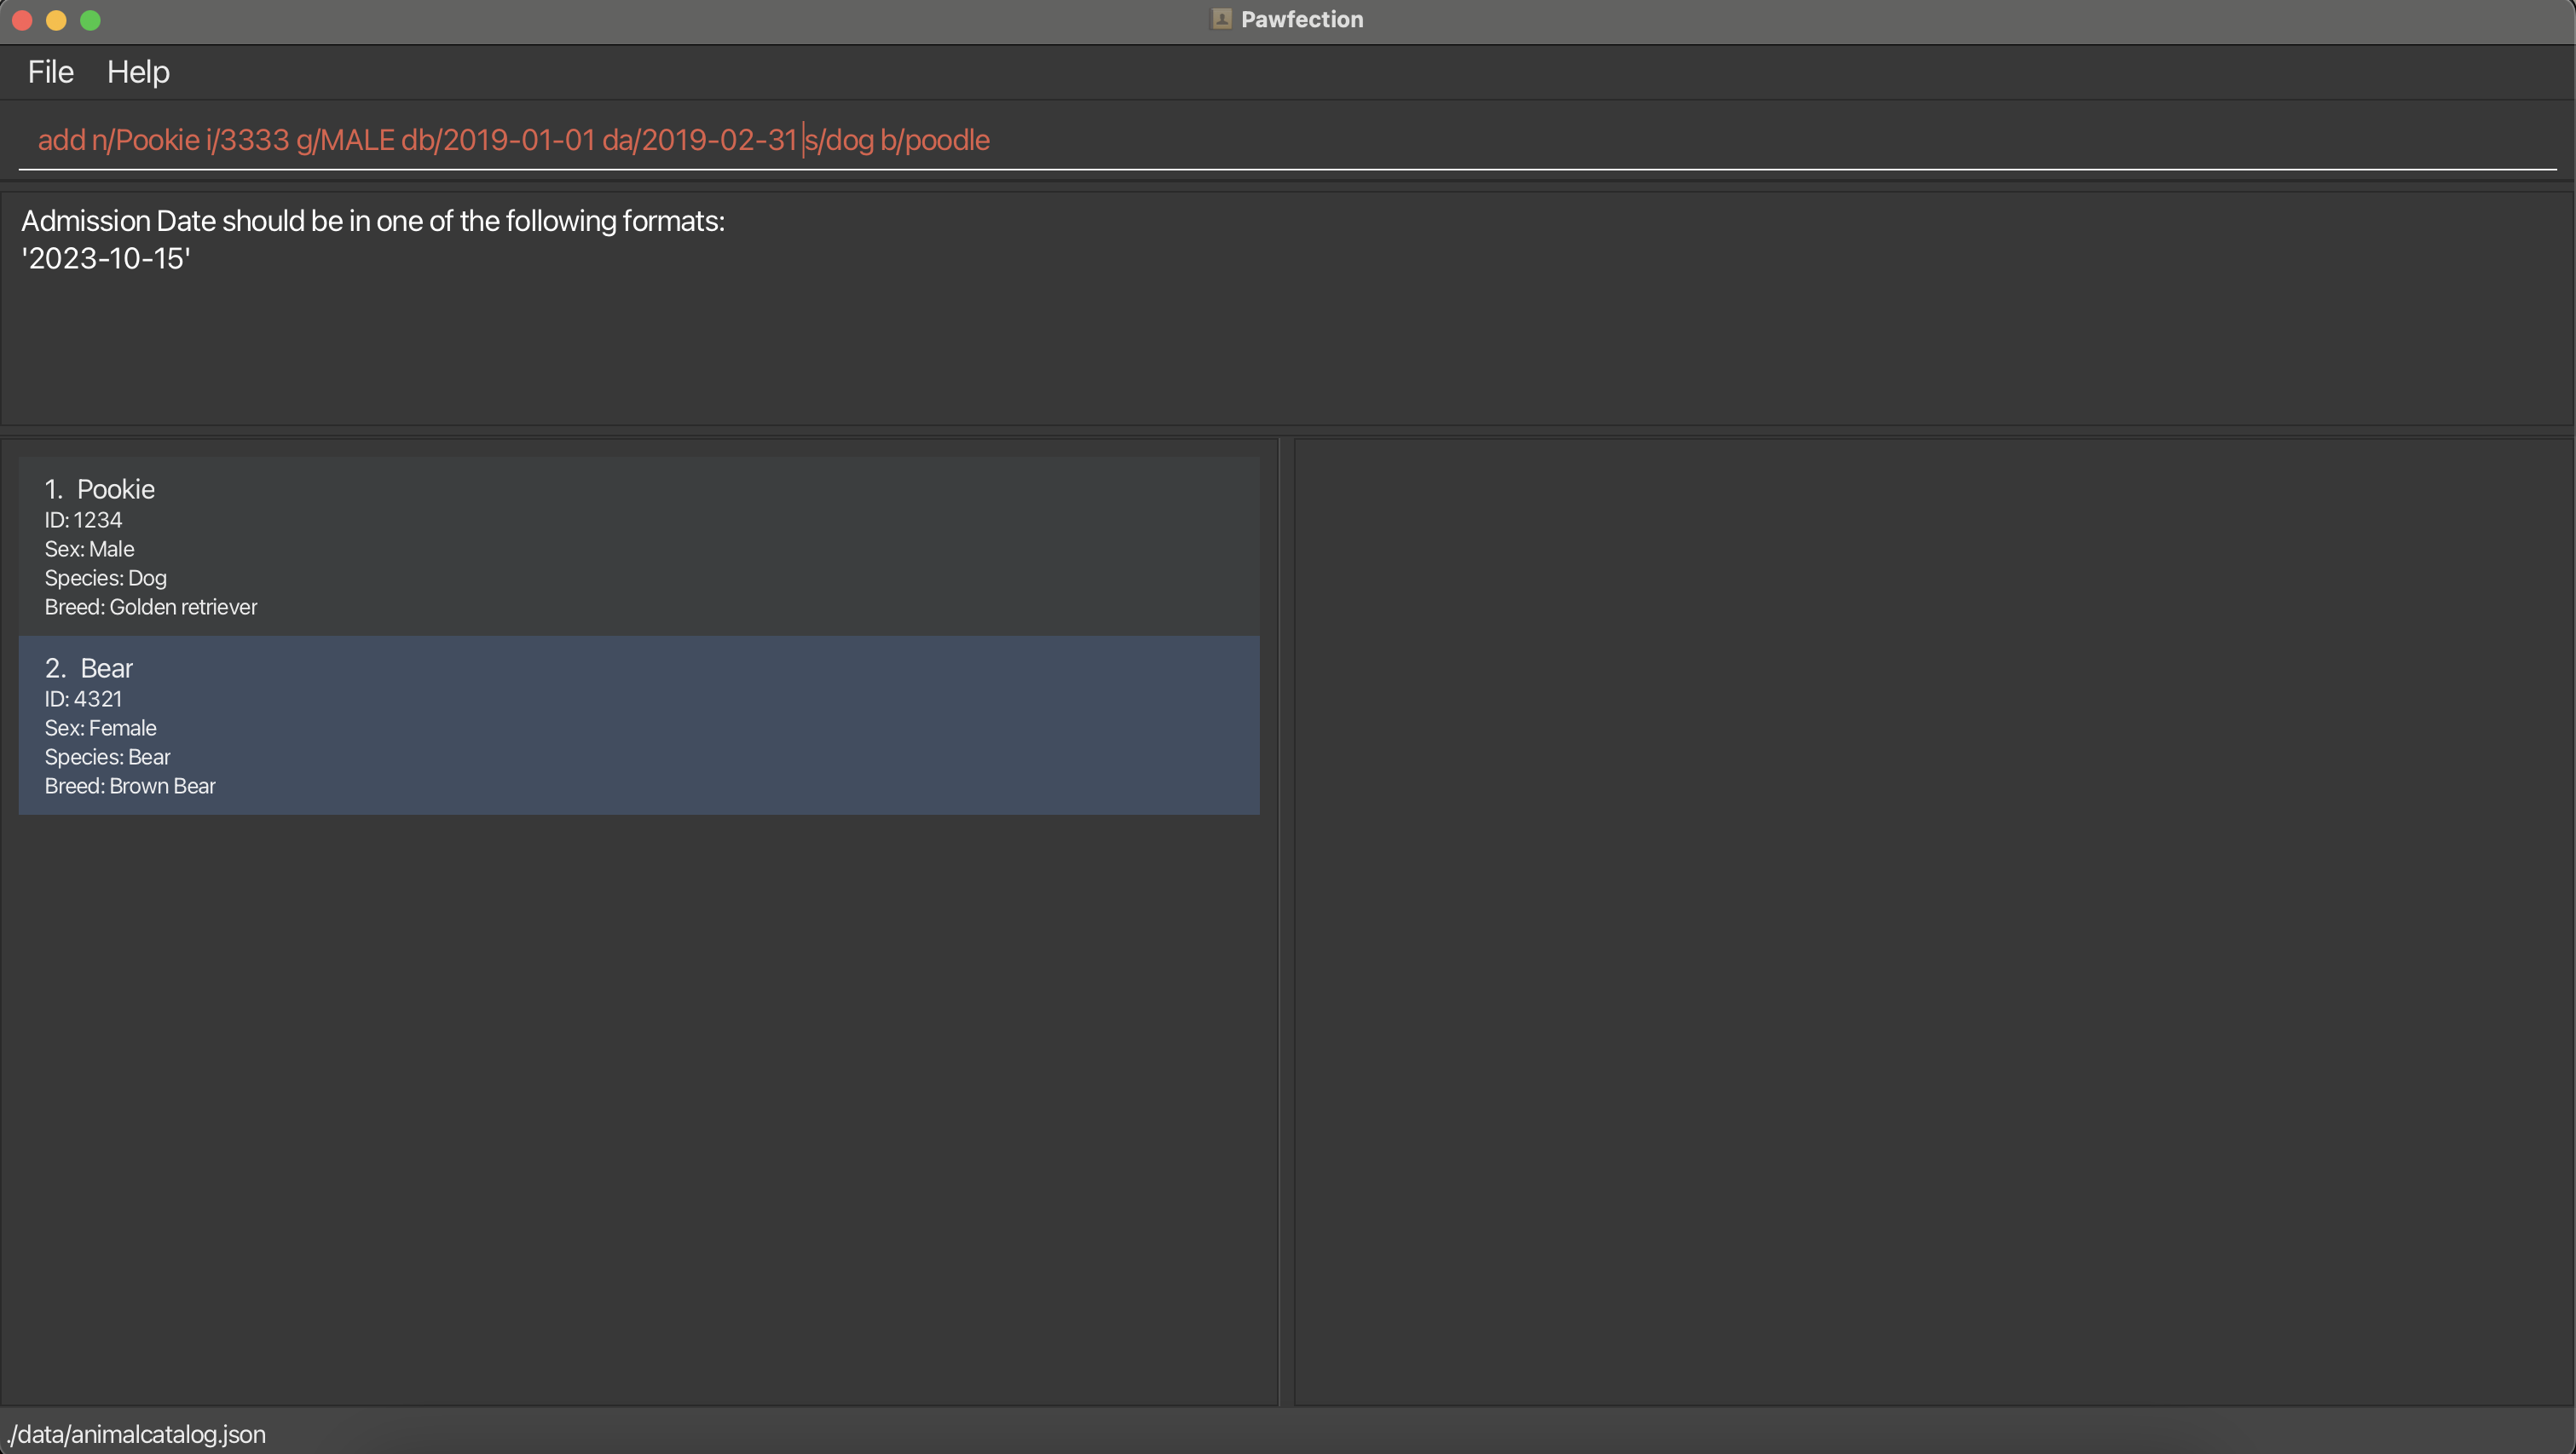 Pawfection
File Help
add n/Pookie i/3333 g/MALE db/2019-01-01 da/2019-02-31 s/dog b/poodle
Admission Date should be in one of the following formats:
'2023-10-15'
1. Pookie
ID: 1234
Sex: Male
Species: Dog
Breed: Golden retriever
2. Bear
ID: 4321
Sex: Female
Species: Bear
Breed: Brown Bear
./data/animalcatalog.json